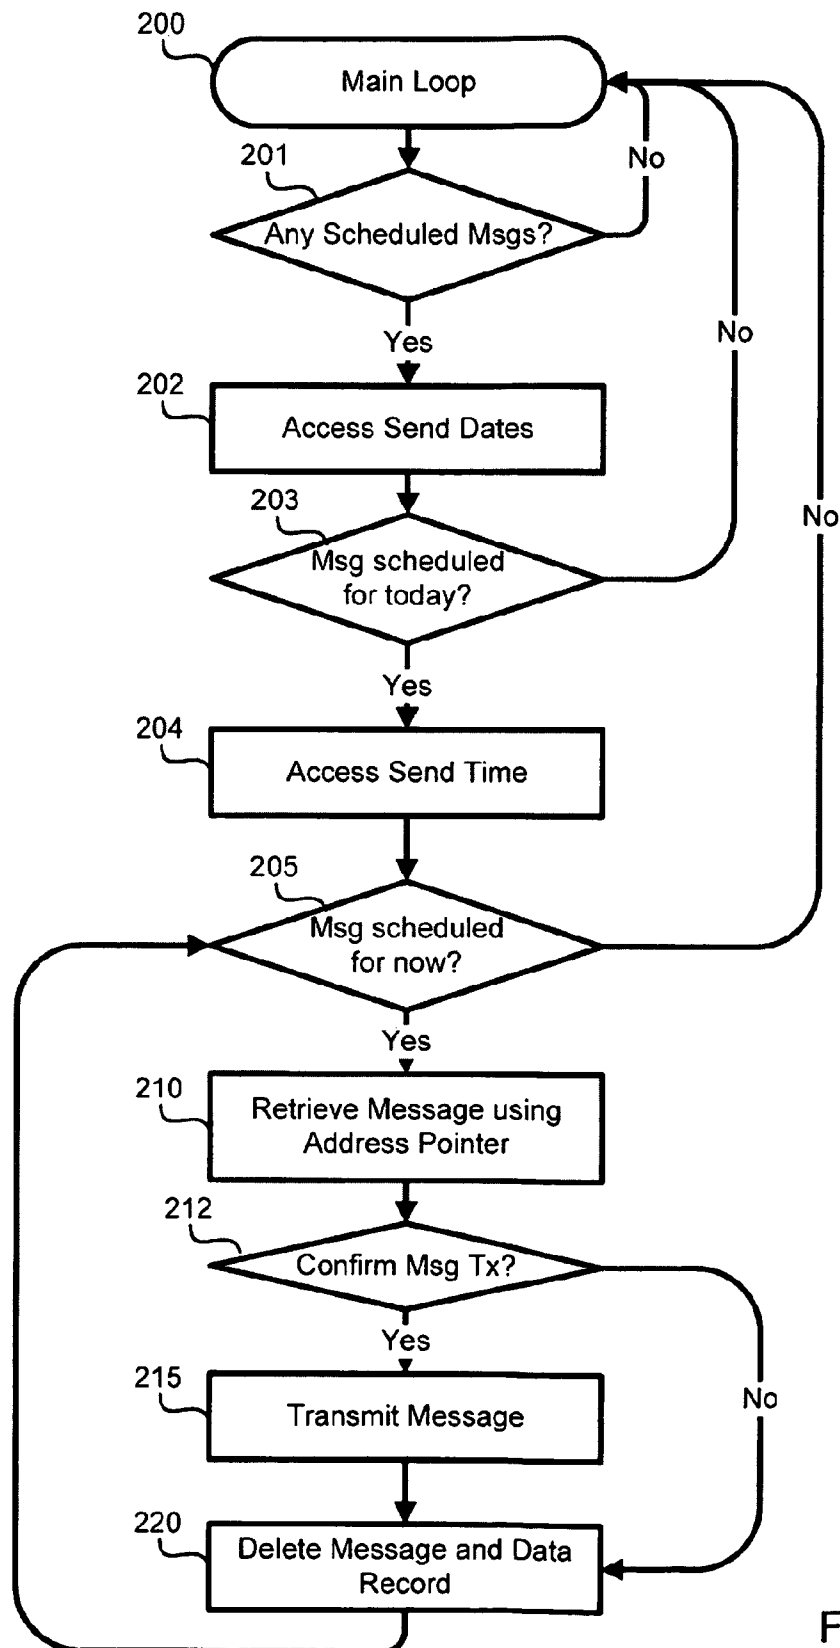 200
Main Loop
201
No
Any Scheduled Msgs?
Yes
No
202
Access Send Dates
203
No
Msg scheduled
for today?
Yes
204
Access Send Time
205
Msg scheduled
for now?
Yes
210
Retrieve Message using
Address Pointer
212
Confirm Msg Tx?
Yes
215
No
Transmit Message
220
Delete Message and Data
Record